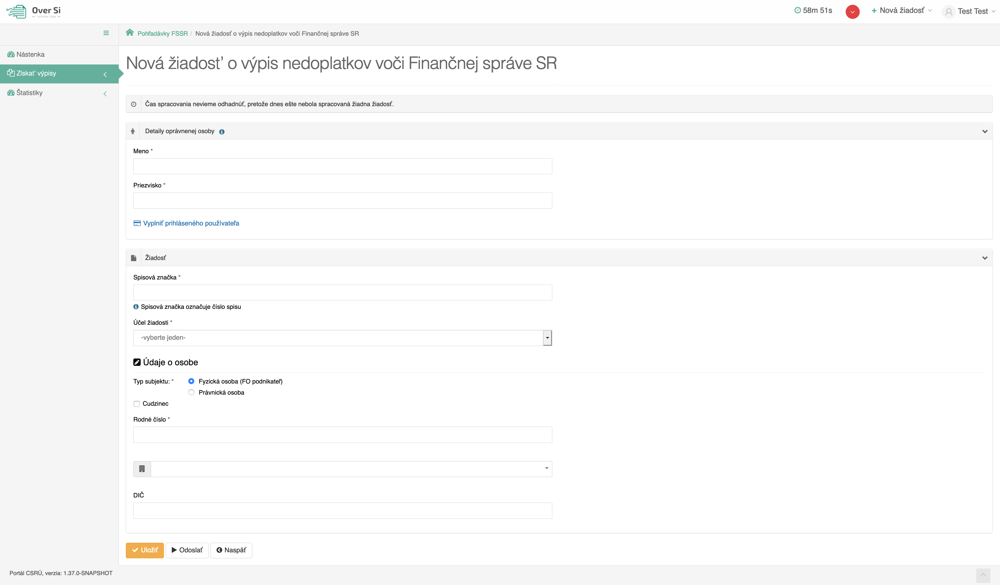 Over Si
— Centrálne údaje —
58m 51s
Nová žiadosť
Test Test
Pohľadávky FSSR / Nová žiadosť o výpis nedoplatkov voči Finančnej správe SR
Nástenka
Získať výpisy
Štatistiky
Nová žiadosť o výpis nedoplatkov voči Finančnej správe SR
Čas spracovania nevieme odhadnúť, pretože dnes ešte nebola spracovaná žiadna žiadosť.
Detaily oprávnenej osoby
Meno *
Priezvisko *
Vyplniť prihláseného používateľa
Žiadosť
Spisová značka *
Spisová značka označuje číslo spisu
Účel žiadosti *
-vyberte jeden-
Údaje o osobe
Typ subjektu: * Fyzická osoba (FO podnikateľ)
Právnická osoba
Cudzinec
Rodné číslo *
DIČ
Uložiť Odoslať Naspäť
Portál CSRÚ, verzia: 1.37.0-SNAPSHOT